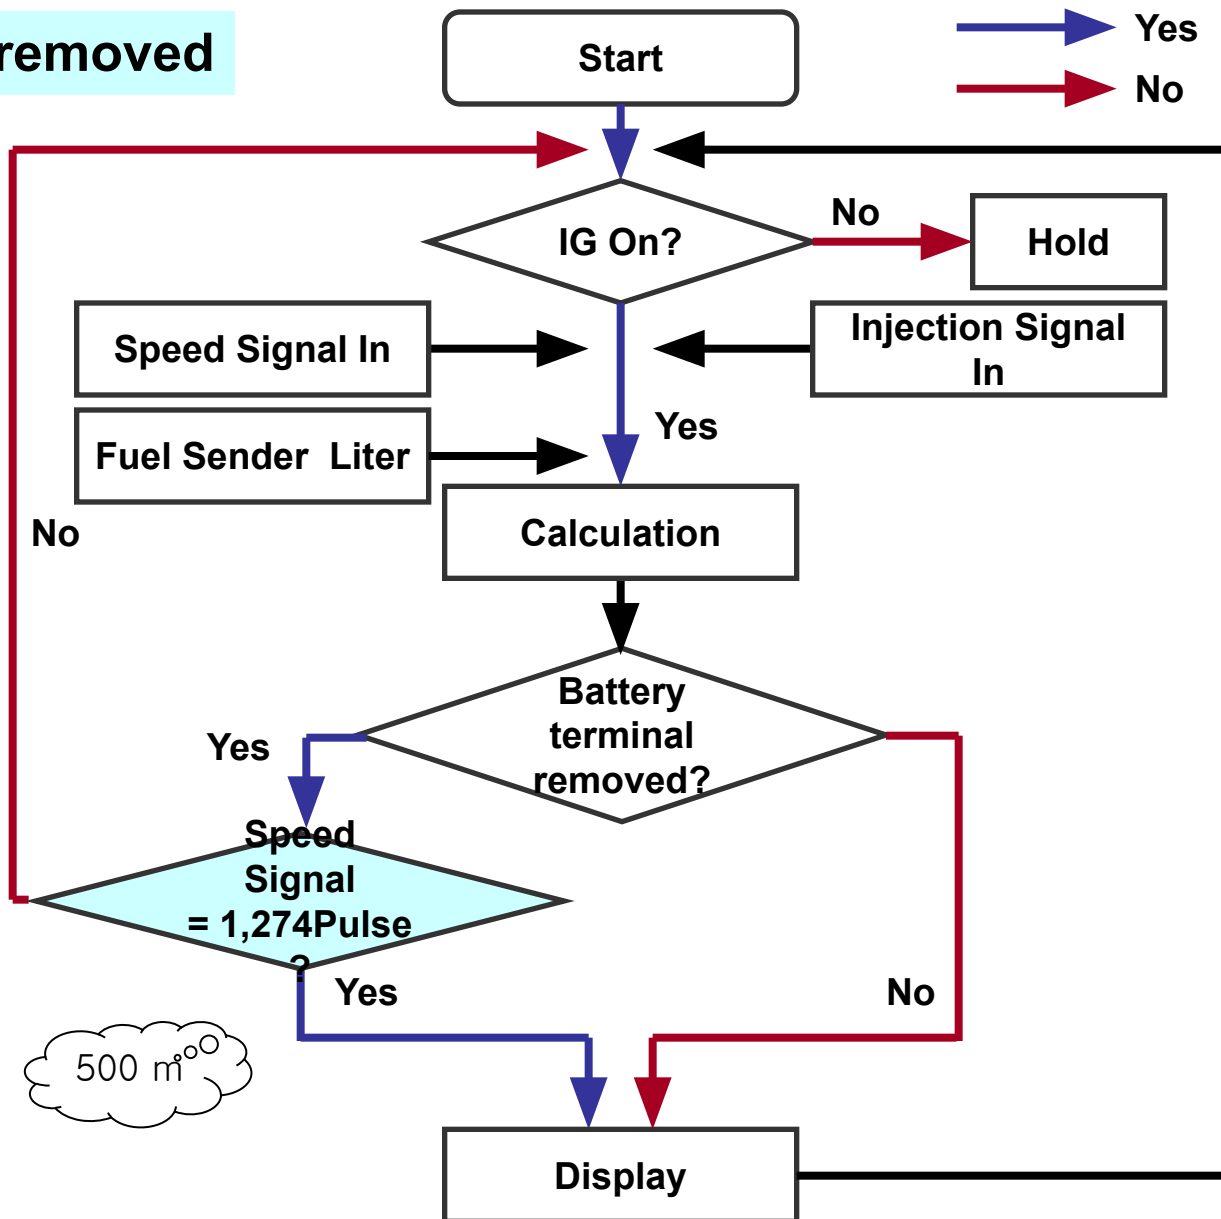 removed
Start
Yes
No
IG On?
No
Hold
Speed Signal In
Injection Signal
In
Yes
Fuel Sender  Liter
No
Calculation
Battery
terminal
removed?
Yes
Speed
Signal
= 1,274Pulse
?
Yes
No
500 m
Display